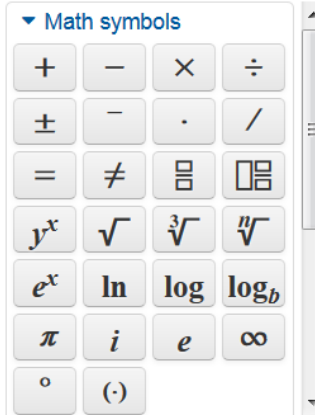 Math symbols
+ − × ÷
± ¯ · /
= ≠
yˣ √ ∛ ⁿ√
eˣ ln log log_b
π i e ∞
° (·)